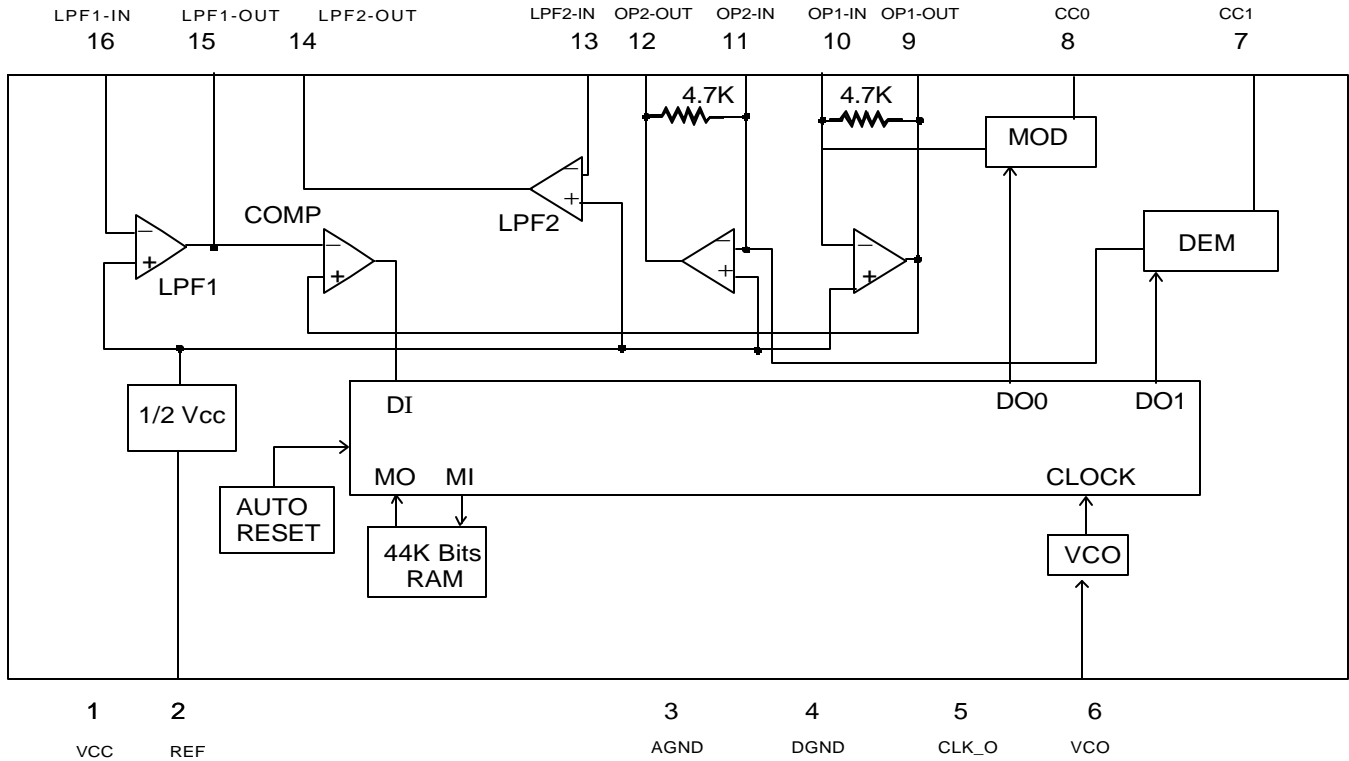 LPF1-IN LPF1-OUT LPF2-OUT LPF2-IN OP2-OUT OP2-IN OP1-IN OP1-OUT CC0 CC1
16 15 14 13 12 11 10 9 8 7
4.7K 4.7K
MOD
− + LPF1
COMP
− +
− + LPF2
− +
− +
DEM
1/2 Vcc
DI DO0 DO1
MO MI CLOCK
AUTO
RESET
44K Bits
RAM
VCO
1 2 3 4 5 6
VCC REF AGND DGND CLK_O VCO